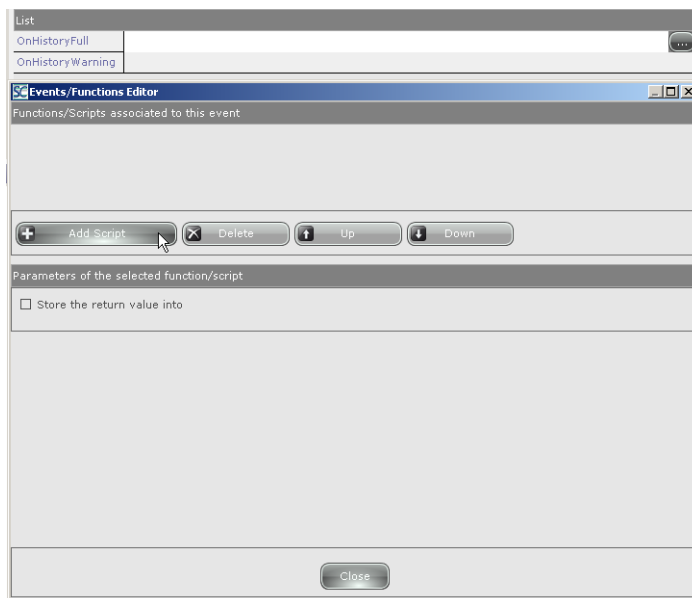 List
OnHistoryFull
...
OnHistoryWarning
SC Events/Functions Editor
Functions/Scripts associated to this event
Add Script Delete Up Down
Parameters of the selected function/script
Store the return value into
Close